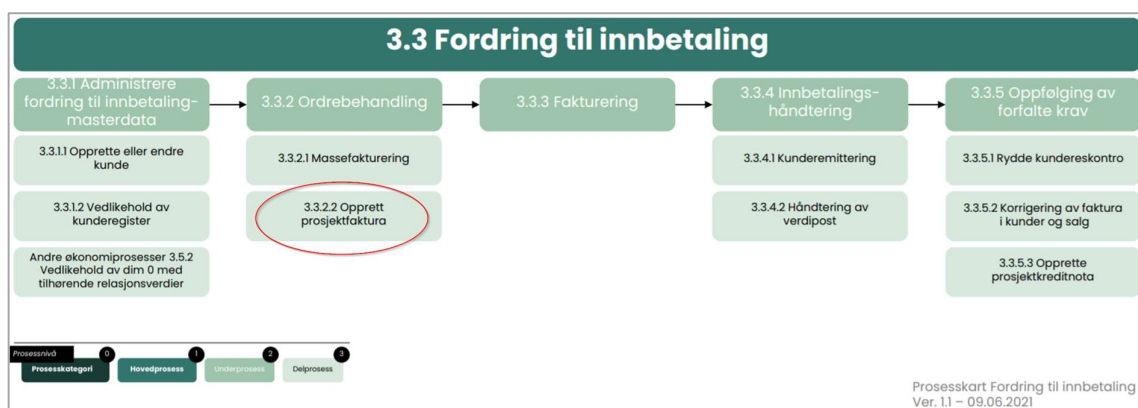 3.3 Fordring til innbetaling
3.3.1 Administrere
fordring til innbetaling-
masterdata
3.3.2 Ordrebehandling
3.3.3 Fakturering
3.3.4 Innbetalings-
håndtering
3.3.5 Oppfølging av
forfalte krav
3.3.1.1 Opprette eller endre
kunde
3.3.2.1 Massefakturering
3.3.4.1 Kunderemittering
3.3.5.1 Rydde kundereskontro
3.3.1.2 Vedlikehold av
kunderegister
3.3.2.2 Opprett
prosjektfaktura
3.3.4.2 Håndtering av
verdipost
3.3.5.2 Korrigering av faktura
i kunder og salg
Andre økonomiprosesser 3.5.2
Vedlikehold av dim 0 med
tilhørende relasjonsverdier
3.3.5.3 Opprette
prosjektkreditnota
Prosessnivå
0
1
2
3
Prosesskategori
Hovedprosess
Underprosess
Delprosess
Prosesskart Fordring til innbetaling
Ver. 1.1 – 09.06.2021